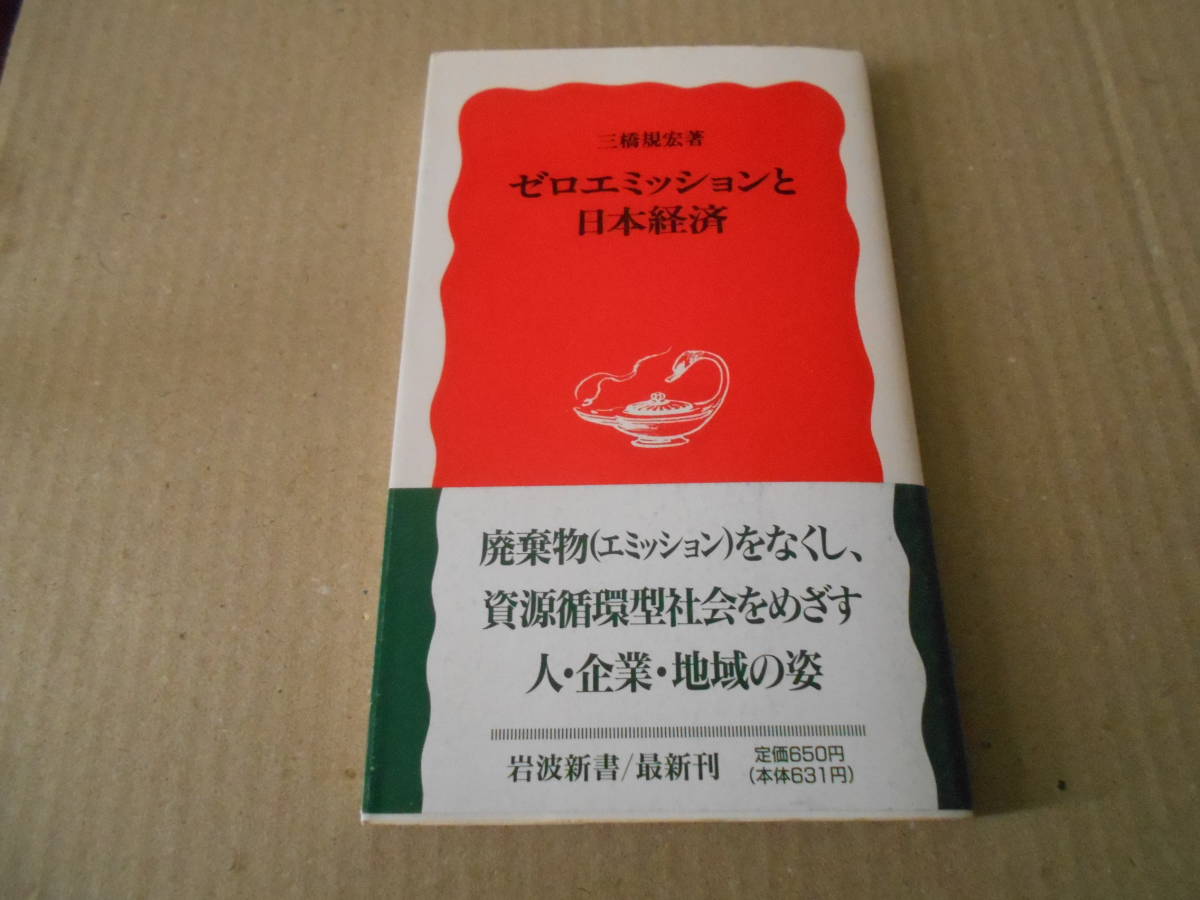 三橋規宏著
ゼロエミッションと
日本経済
廃棄物(エミッション)をなくし、
資源循環型社会をめざす
人・企業・地域の姿
岩波新書/最新刊
定価650円
(本体631円)